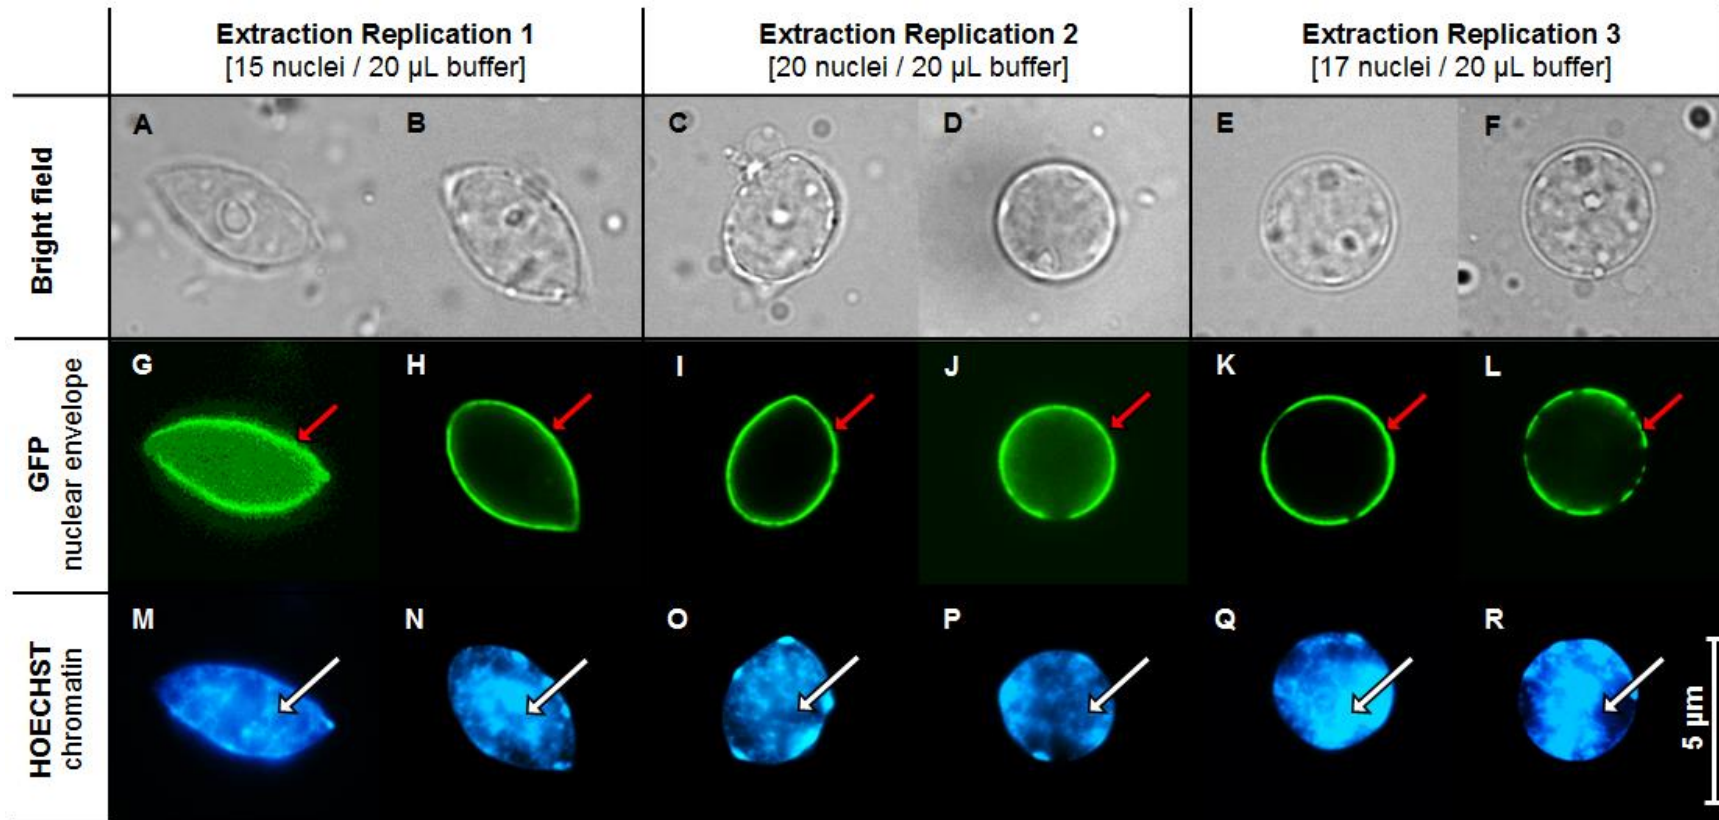 Extraction Replication 1
[15 nuclei / 20 µL buffer]
Extraction Replication 2
[20 nuclei / 20 µL buffer]
Extraction Replication 3
[17 nuclei / 20 µL buffer]
Bright field
A
B
C
D
E
F
GFP
nuclear envelope
G
H
I
J
K
L
HOECHST
chromatin
M
N
O
P
Q
R
5 µm